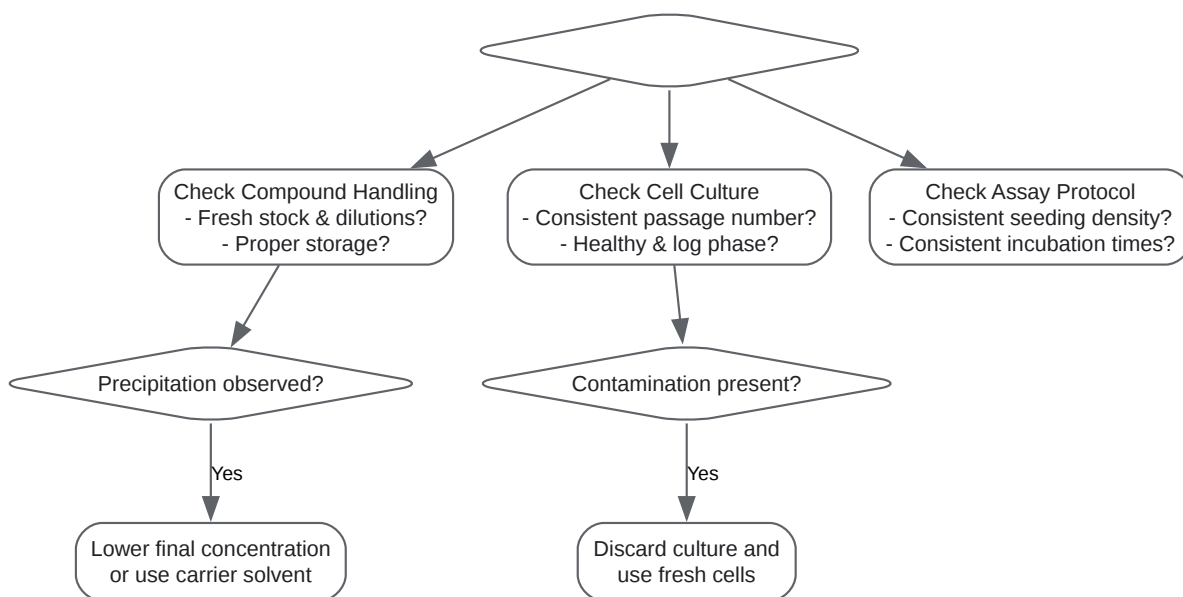 Check Compound Handling
- Fresh stock & dilutions?
- Proper storage?
Check Cell Culture
- Consistent passage number?
- Healthy & log phase?
Check Assay Protocol
- Consistent seeding density?
- Consistent incubation times?
Precipitation observed?
Contamination present?
Yes
Yes
Lower final concentration
or use carrier solvent
Discard culture and
use fresh cells